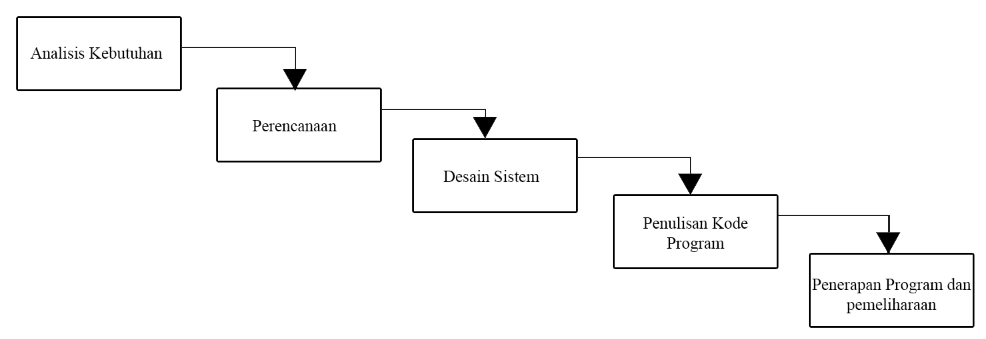 Analisis Kebutuhan
Perencanaan
Desain Sistem
Penulisan Kode
Program
Penerapan Program dan
pemeliharaan